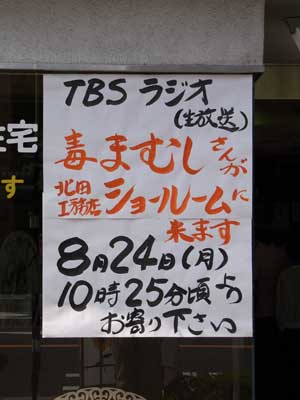 TBS ラジオ
(生放送)
毒まむしさんが
北田工務店ショールームに
来ます
8月24日(月)
10時25分頃より
お寄り下さい
宅
す